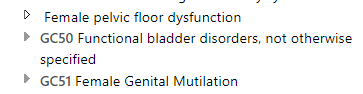 Female pelvic floor dysfunction
GC50 Functional bladder disorders, not otherwise
specified
GC51 Female Genital Mutilation